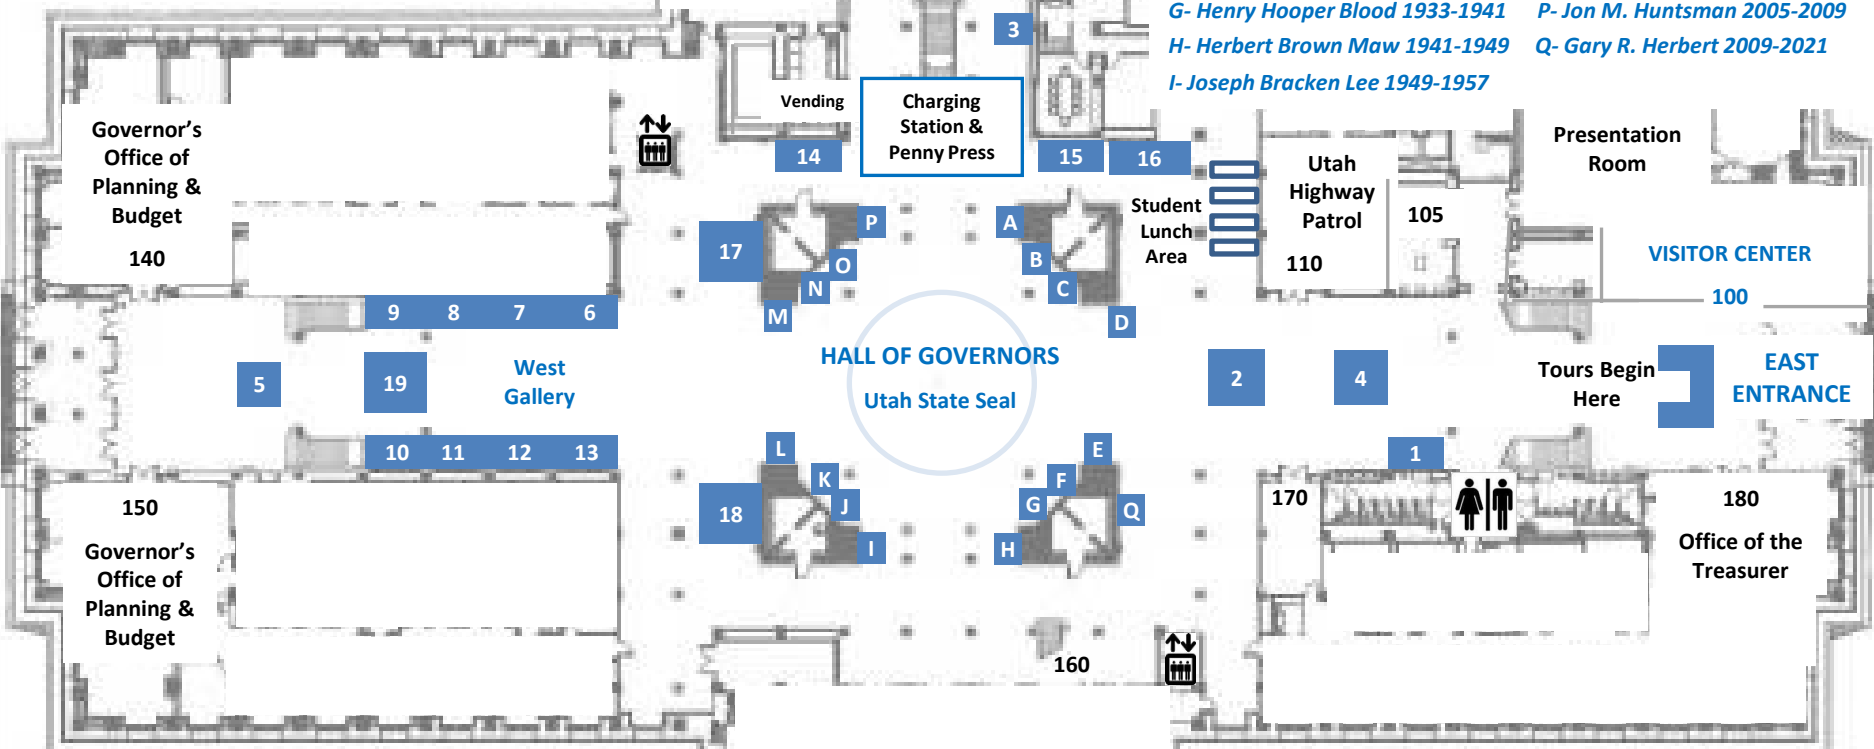 G- Henry Hooper Blood 1933-1941
P- Jon M. Huntsman 2005-2009
H- Herbert Brown Maw 1941-1949
Q- Gary R. Herbert 2009-2021
I- Joseph Bracken Lee 1949-1957
3
Vending
Charging
Station &
Penny Press
14
15
16
Governor's
Office of
Planning &
Budget
140
Student
Lunch
Area
Utah
Highway
Patrol
110
105
Presentation
Room
VISITOR CENTER
100
17
P
O
N
M
A
B
C
D
9
8
7
6
5
19
West
Gallery
HALL OF GOVERNORS
Utah State Seal
2
4
Tours Begin
Here
EAST
ENTRANCE
10
11
12
13
1
L
K
J
I
18
E
F
G
Q
H
150
Governor's
Office of
Planning &
Budget
170
180
Office of the
Treasurer
160